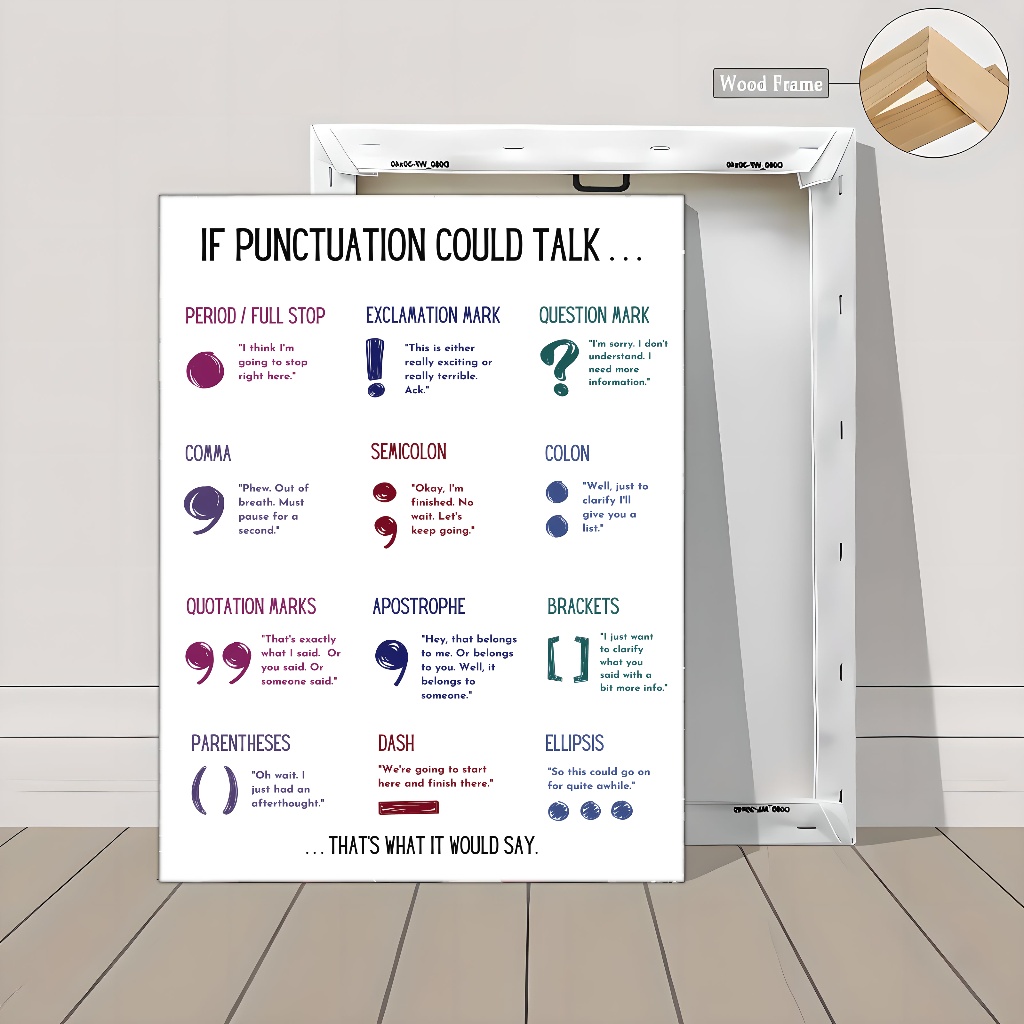 Wood Frame
IF PUNCTUATION COULD TALK . . .
PERIOD / FULL STOP
"I think I'm
going to stop
right here."
EXCLAMATION MARK
"This is either
really exciting or
really terrible.
Ack."
QUESTION MARK
"I'm sorry. I don't
understand. I
need more
information."
COMMA
"Phew. Out of
breath. Must
pause for a
second."
SEMICOLON
"Okay, I'm
finished. No
wait. Let's
keep going."
COLON
"Well, just to
clarify I'll
give you a
list."
QUOTATION MARKS
"That's exactly
what I said. Or
you said. Or
someone said."
APOSTROPHE
"Hey, that belongs
to me. Or belongs
to you. Well, it
belongs to
someone."
BRACKETS
"I just want
to clarify
what you
said with a
bit more info."
PARENTHESES
"Oh wait. I
just had an
afterthought."
DASH
"We're going to start
here and finish there."
ELLIPSIS
"So this could go on
for quite awhile."
. . . THAT'S WHAT IT WOULD SAY.